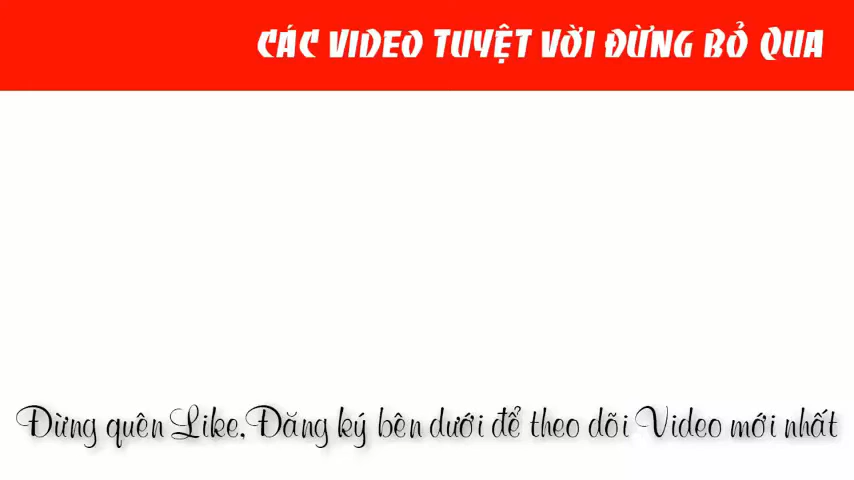 CÁC VIDEO TUYỆT VỜI ĐỪNG BỎ QUA
Đừng quên Like,Đăng ký bên dưới để theo dõi Video mới nhất